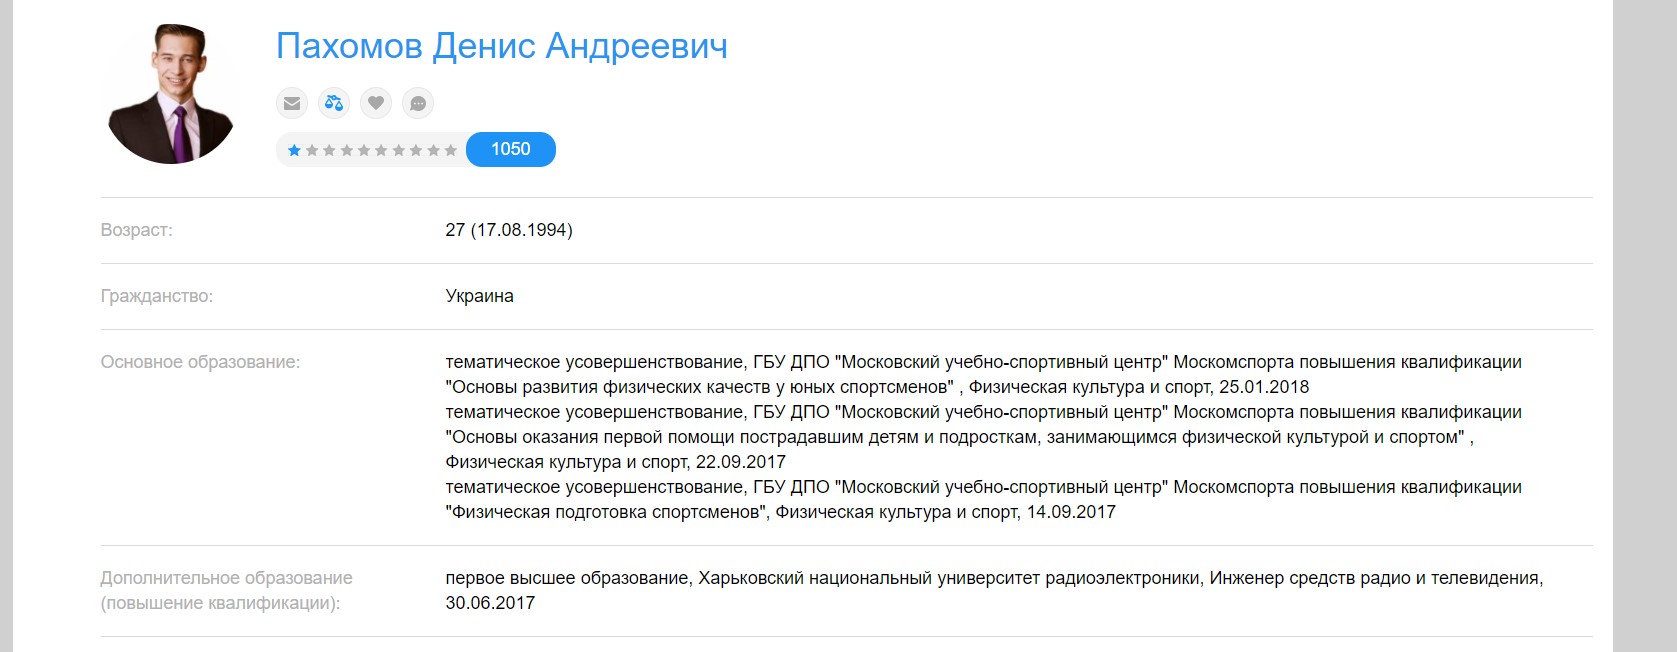 Пахомов Денис Андреевич
1050
Возраст:
27 (17.08.1994)
Гражданство:
Украина
Основное образование:
тематическое усовершенствование, ГБУ ДПО "Московский учебно-спортивный центр" Москомспорта повышения квалификации
"Основы развития физических качеств у юных спортсменов" , Физическая культура и спорт, 25.01.2018
тематическое усовершенствование, ГБУ ДПО "Московский учебно-спортивный центр" Москомспорта повышения квалификации
"Основы оказания первой помощи пострадавшим детям и подросткам, занимающимся физической культурой и спортом" ,
Физическая культура и спорт, 22.09.2017
тематическое усовершенствование, ГБУ ДПО "Московский учебно-спортивный центр" Москомспорта повышения квалификации
"Физическая подготовка спортсменов", Физическая культура и спорт, 14.09.2017
Дополнительное образование
(повышение квалификации):
первое высшее образование, Харьковский национальный университет радиоэлектроники, Инженер средств радио и телевидения,
30.06.2017